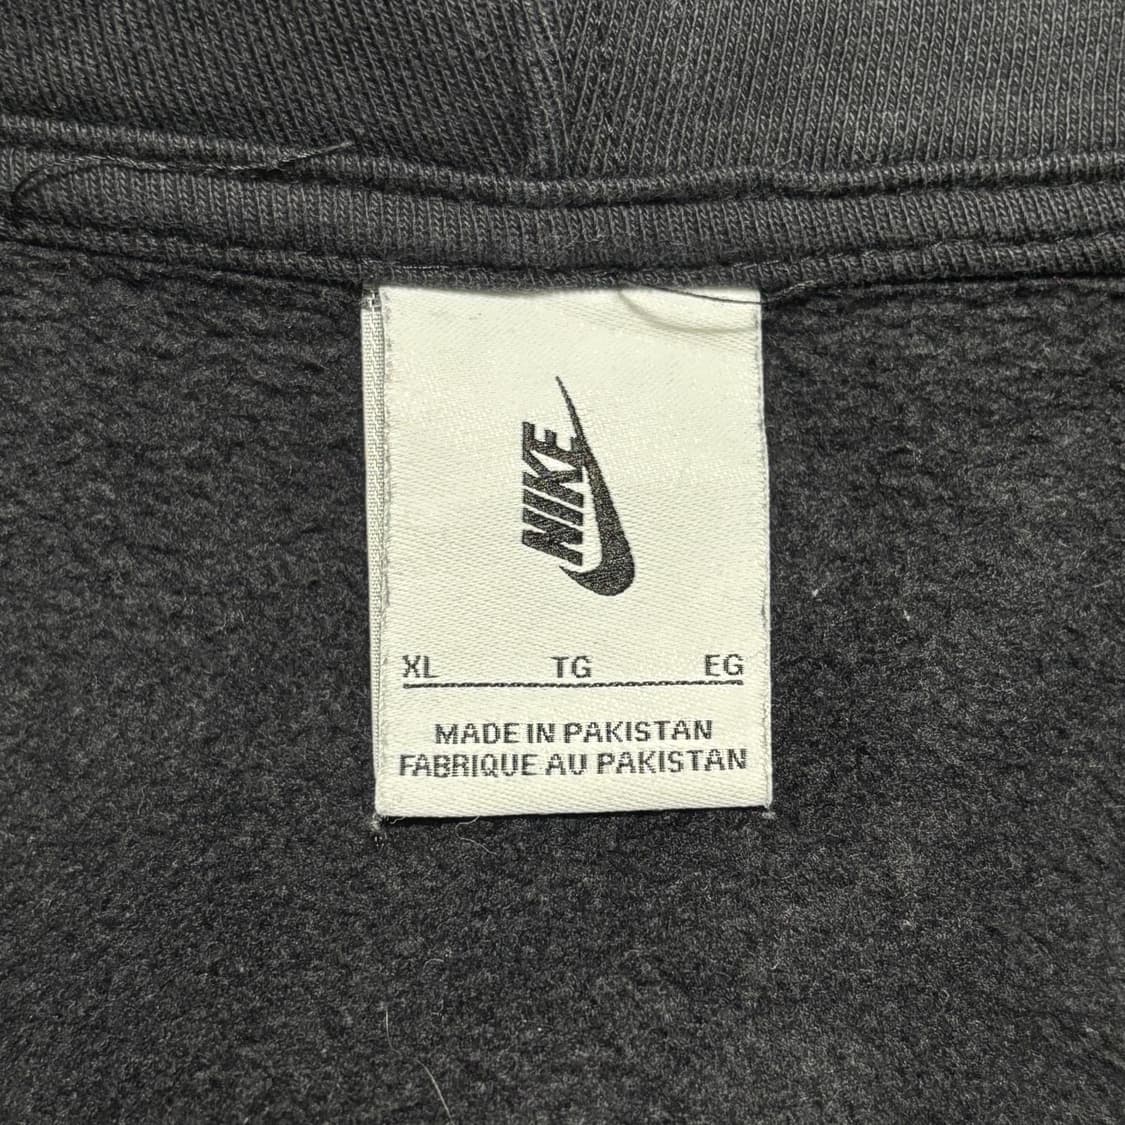 NIKE
XL TG EG
MADE IN PAKISTAN
FABRIQUE AU PAKISTAN